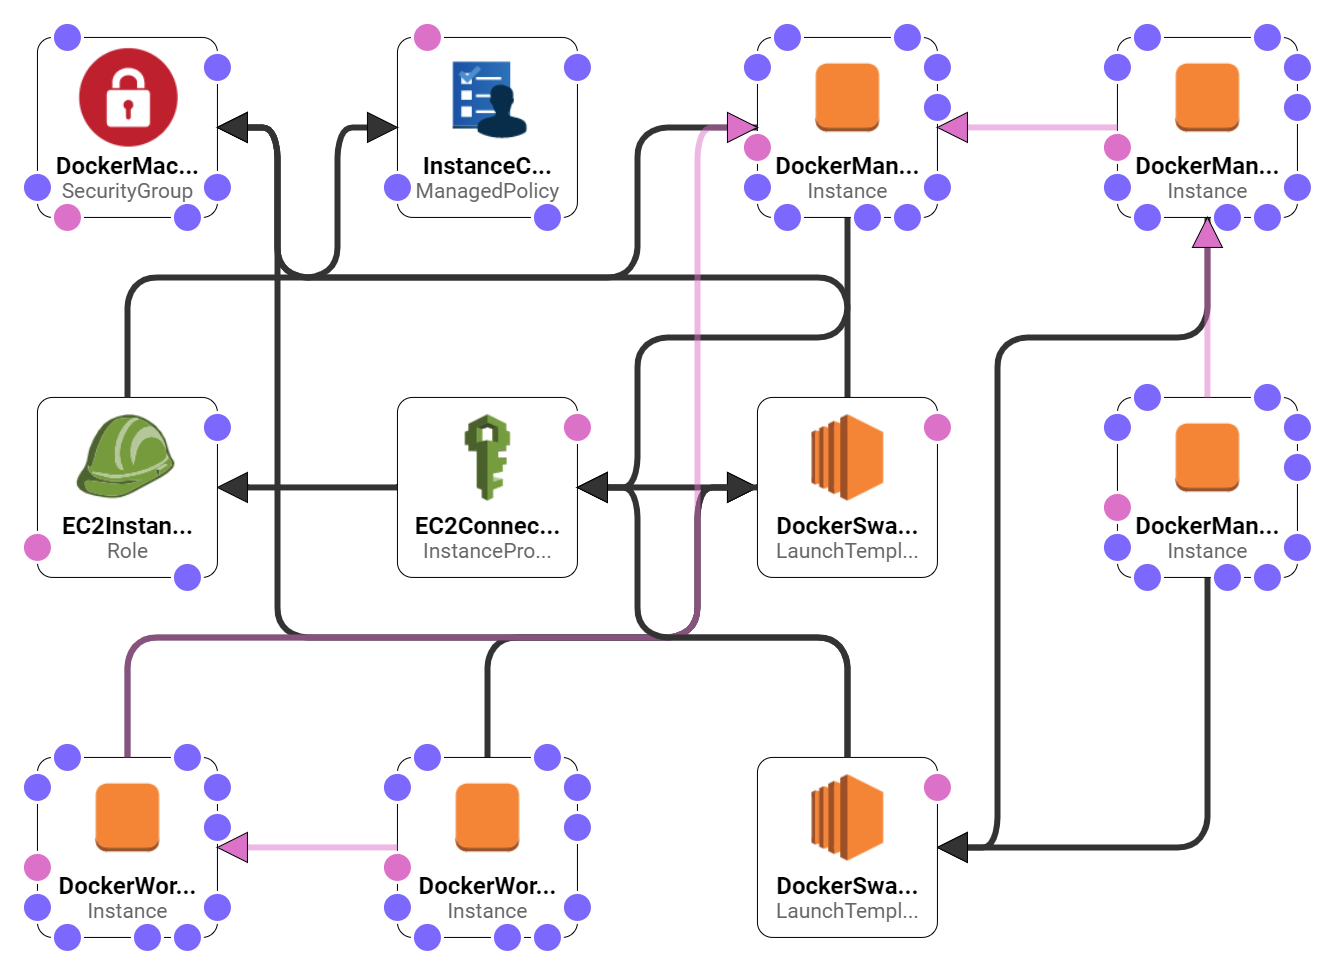 DockerMac...
SecurityGroup
InstanceC...
ManagedPolicy
DockerMan...
Instance
DockerMan...
Instance
EC2Instan...
Role
EC2Connec...
InstancePro...
DockerSwa...
LaunchTempl...
DockerMan...
Instance
DockerWor...
Instance
DockerWor...
Instance
DockerSwa...
LaunchTempl...